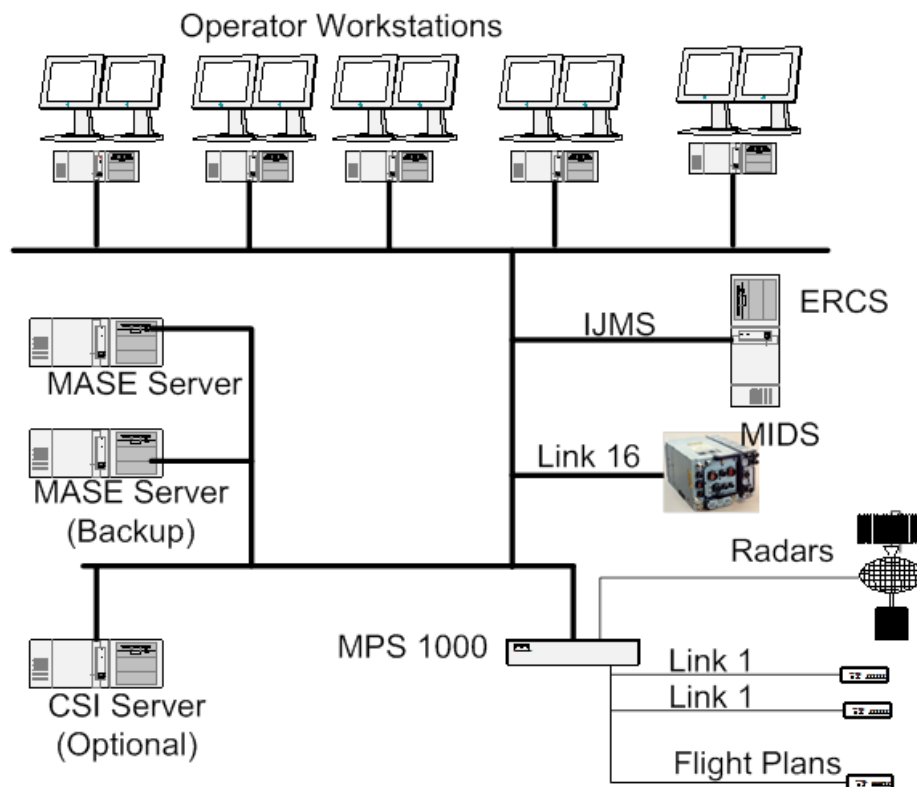 Operator Workstations
ERCS
IJMS
MASE Server
MIDS
Link 16
MASE Server
(Backup)
Radars
MPS 1000
Link 1
CSI Server
(Optional)
Link 1
Flight Plans